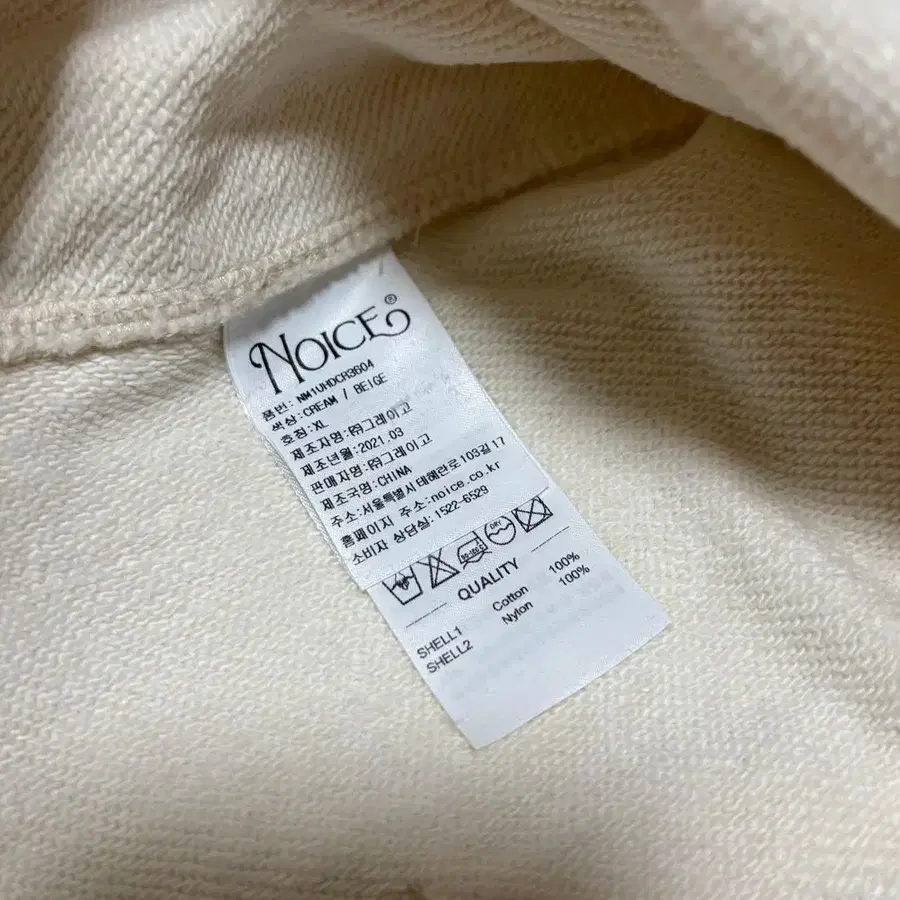 NOICE®
품번: NM1UHDCR3604
색상: CREAM / BEIGE
호칭: XL
제조자명: ㈜그레이고
제조년월: 2021.03
판매자명: ㈜그레이고
제조국명: CHINA
주소: 서울특별시 테헤란로 103길 17
홈페이지 주소: noice.co.kr
소비자 상담실: 1522-6529
DRY
QUALITY
SHELL1 Cotton 100%
SHELL2 Nylon 100%